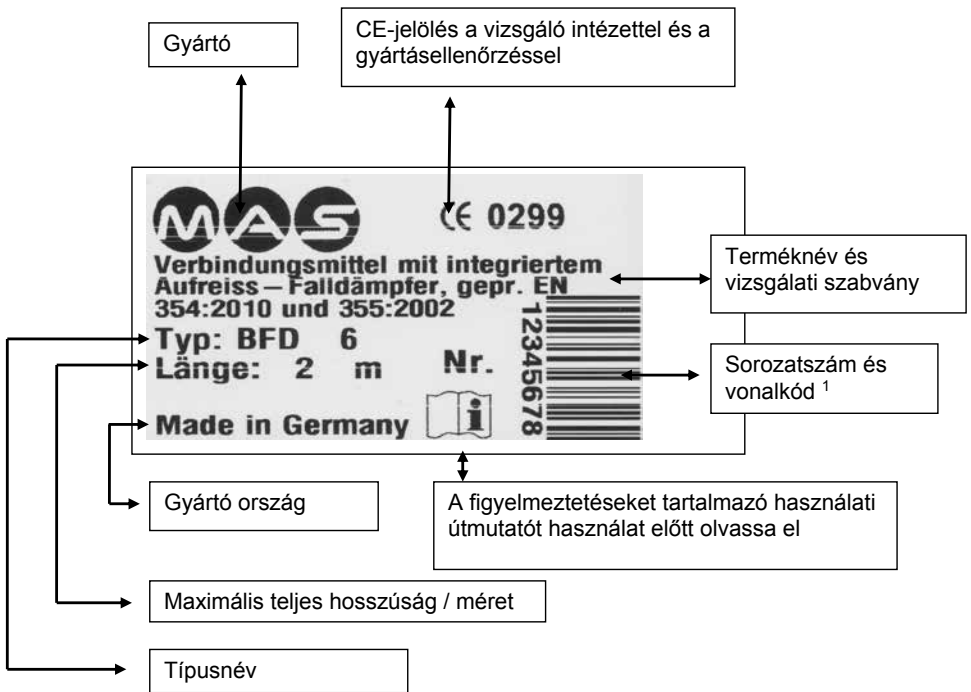 Gyártó
CE-jelölés a vizsgáló intézettel és a
gyártásellenőrzéssel
MAS
CE 0299
Verbindungsmittel mit integriertem
Aufreiss – Falldämpfer, gepr. EN
354:2010 und 355:2002
Typ: BFD 6
Länge: 2 m
Nr.
12345678
Made in Germany
i
Terméknév és
vizsgálati szabvány
Sorozatszám és
vonalkód 1
Gyártó ország
A figyelmeztetéseket tartalmazó használati
útmutatót használat előtt olvassa el
Maximális teljes hosszúság / méret
Típusnév